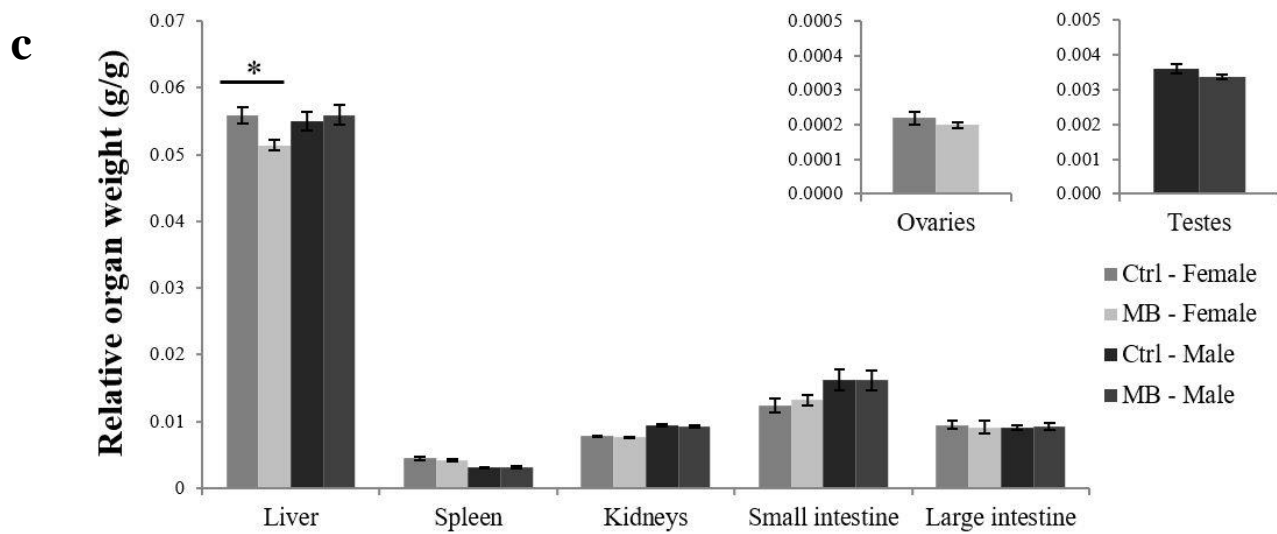 c
Relative organ weight (g/g)
0.07
0.06
0.05
0.04
0.03
0.02
0.01
0
*
Liver
Spleen
Kidneys
Small intestine
Large intestine
0.0005
0.0004
0.0003
0.0002
0.0001
0.0000
Ovaries
0.005
0.004
0.003
0.002
0.001
0.000
Testes
Ctrl - Female
MB - Female
Ctrl - Male
MB - Male